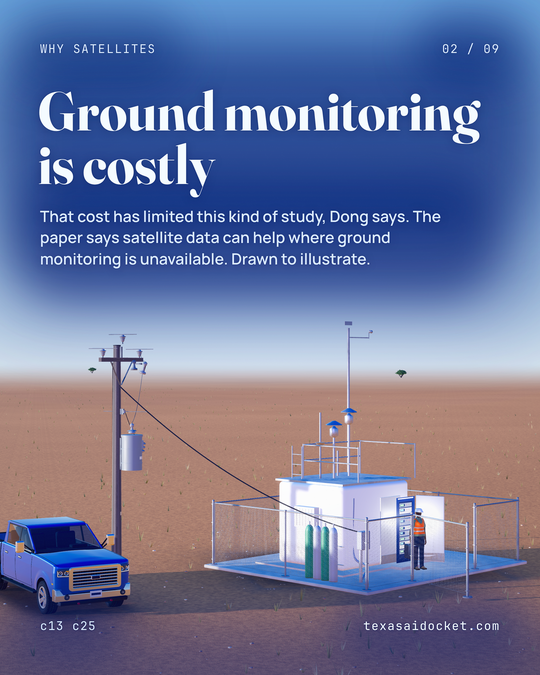 WHY SATELLITES
02 / 09
Ground monitoring
is costly
That cost has limited this kind of study, Dong says. The
paper says satellite data can help where ground
monitoring is unavailable. Drawn to illustrate.
c13 c25
texasaidocket.com